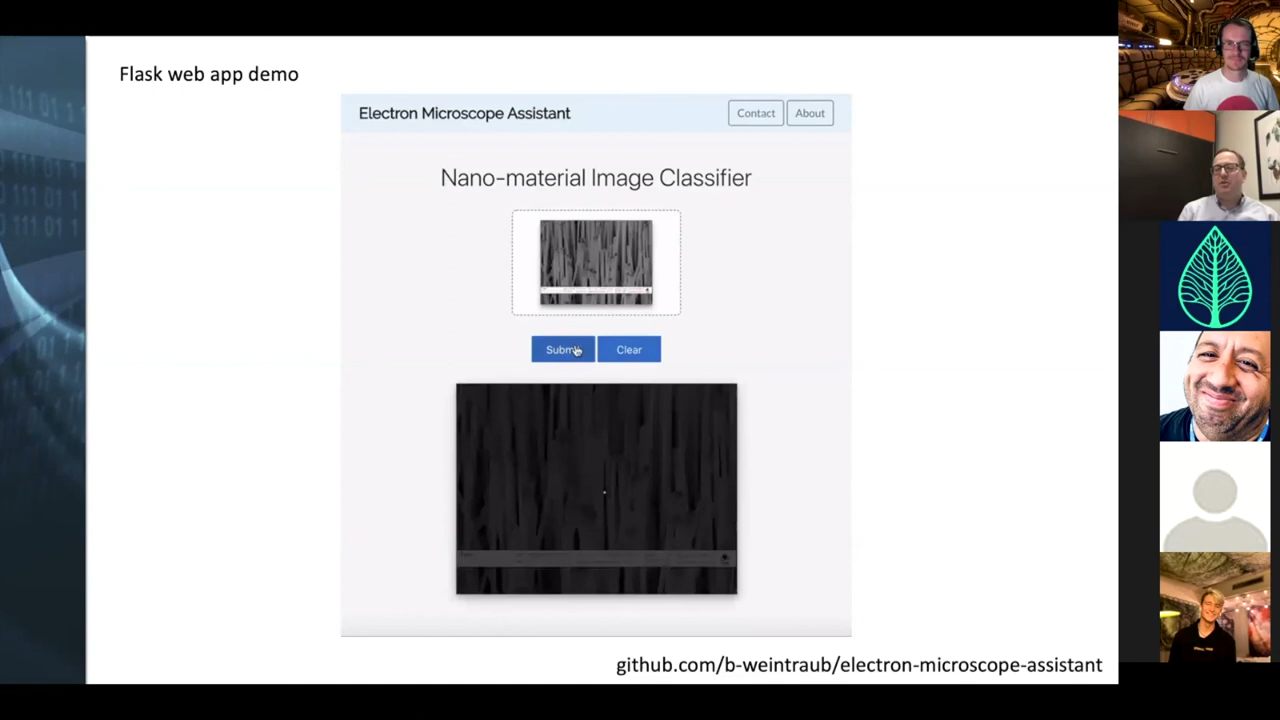 Flask web app demo
Electron Microscope Assistant
Contact
About
Nano-material Image Classifier
Submit
Clear
github.com/b-weintraub/electron-microscope-assistant